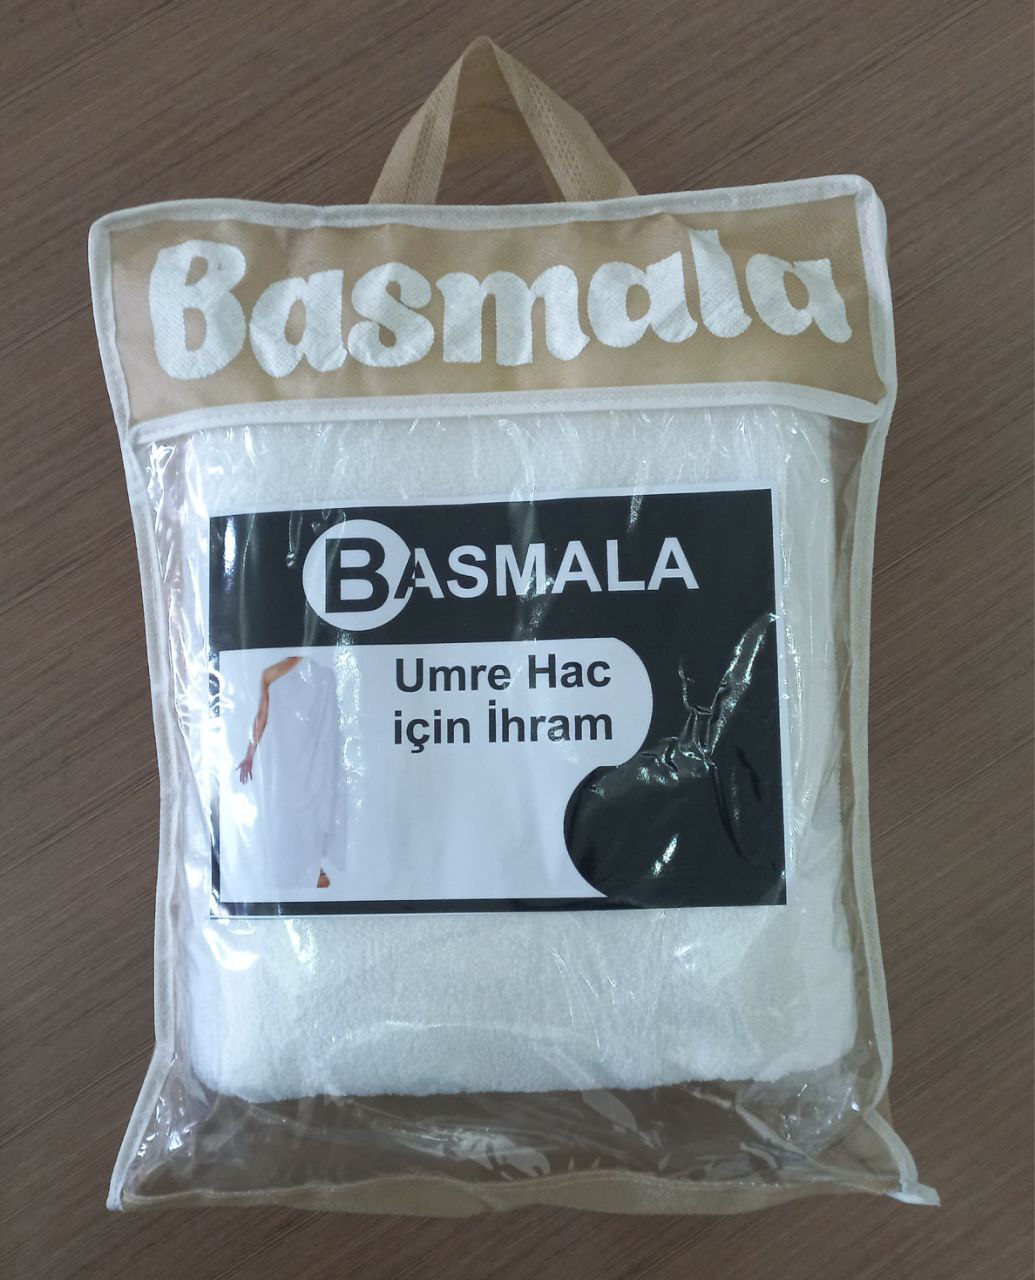 Basmala
BASMALA
Umre Hac
için İhram